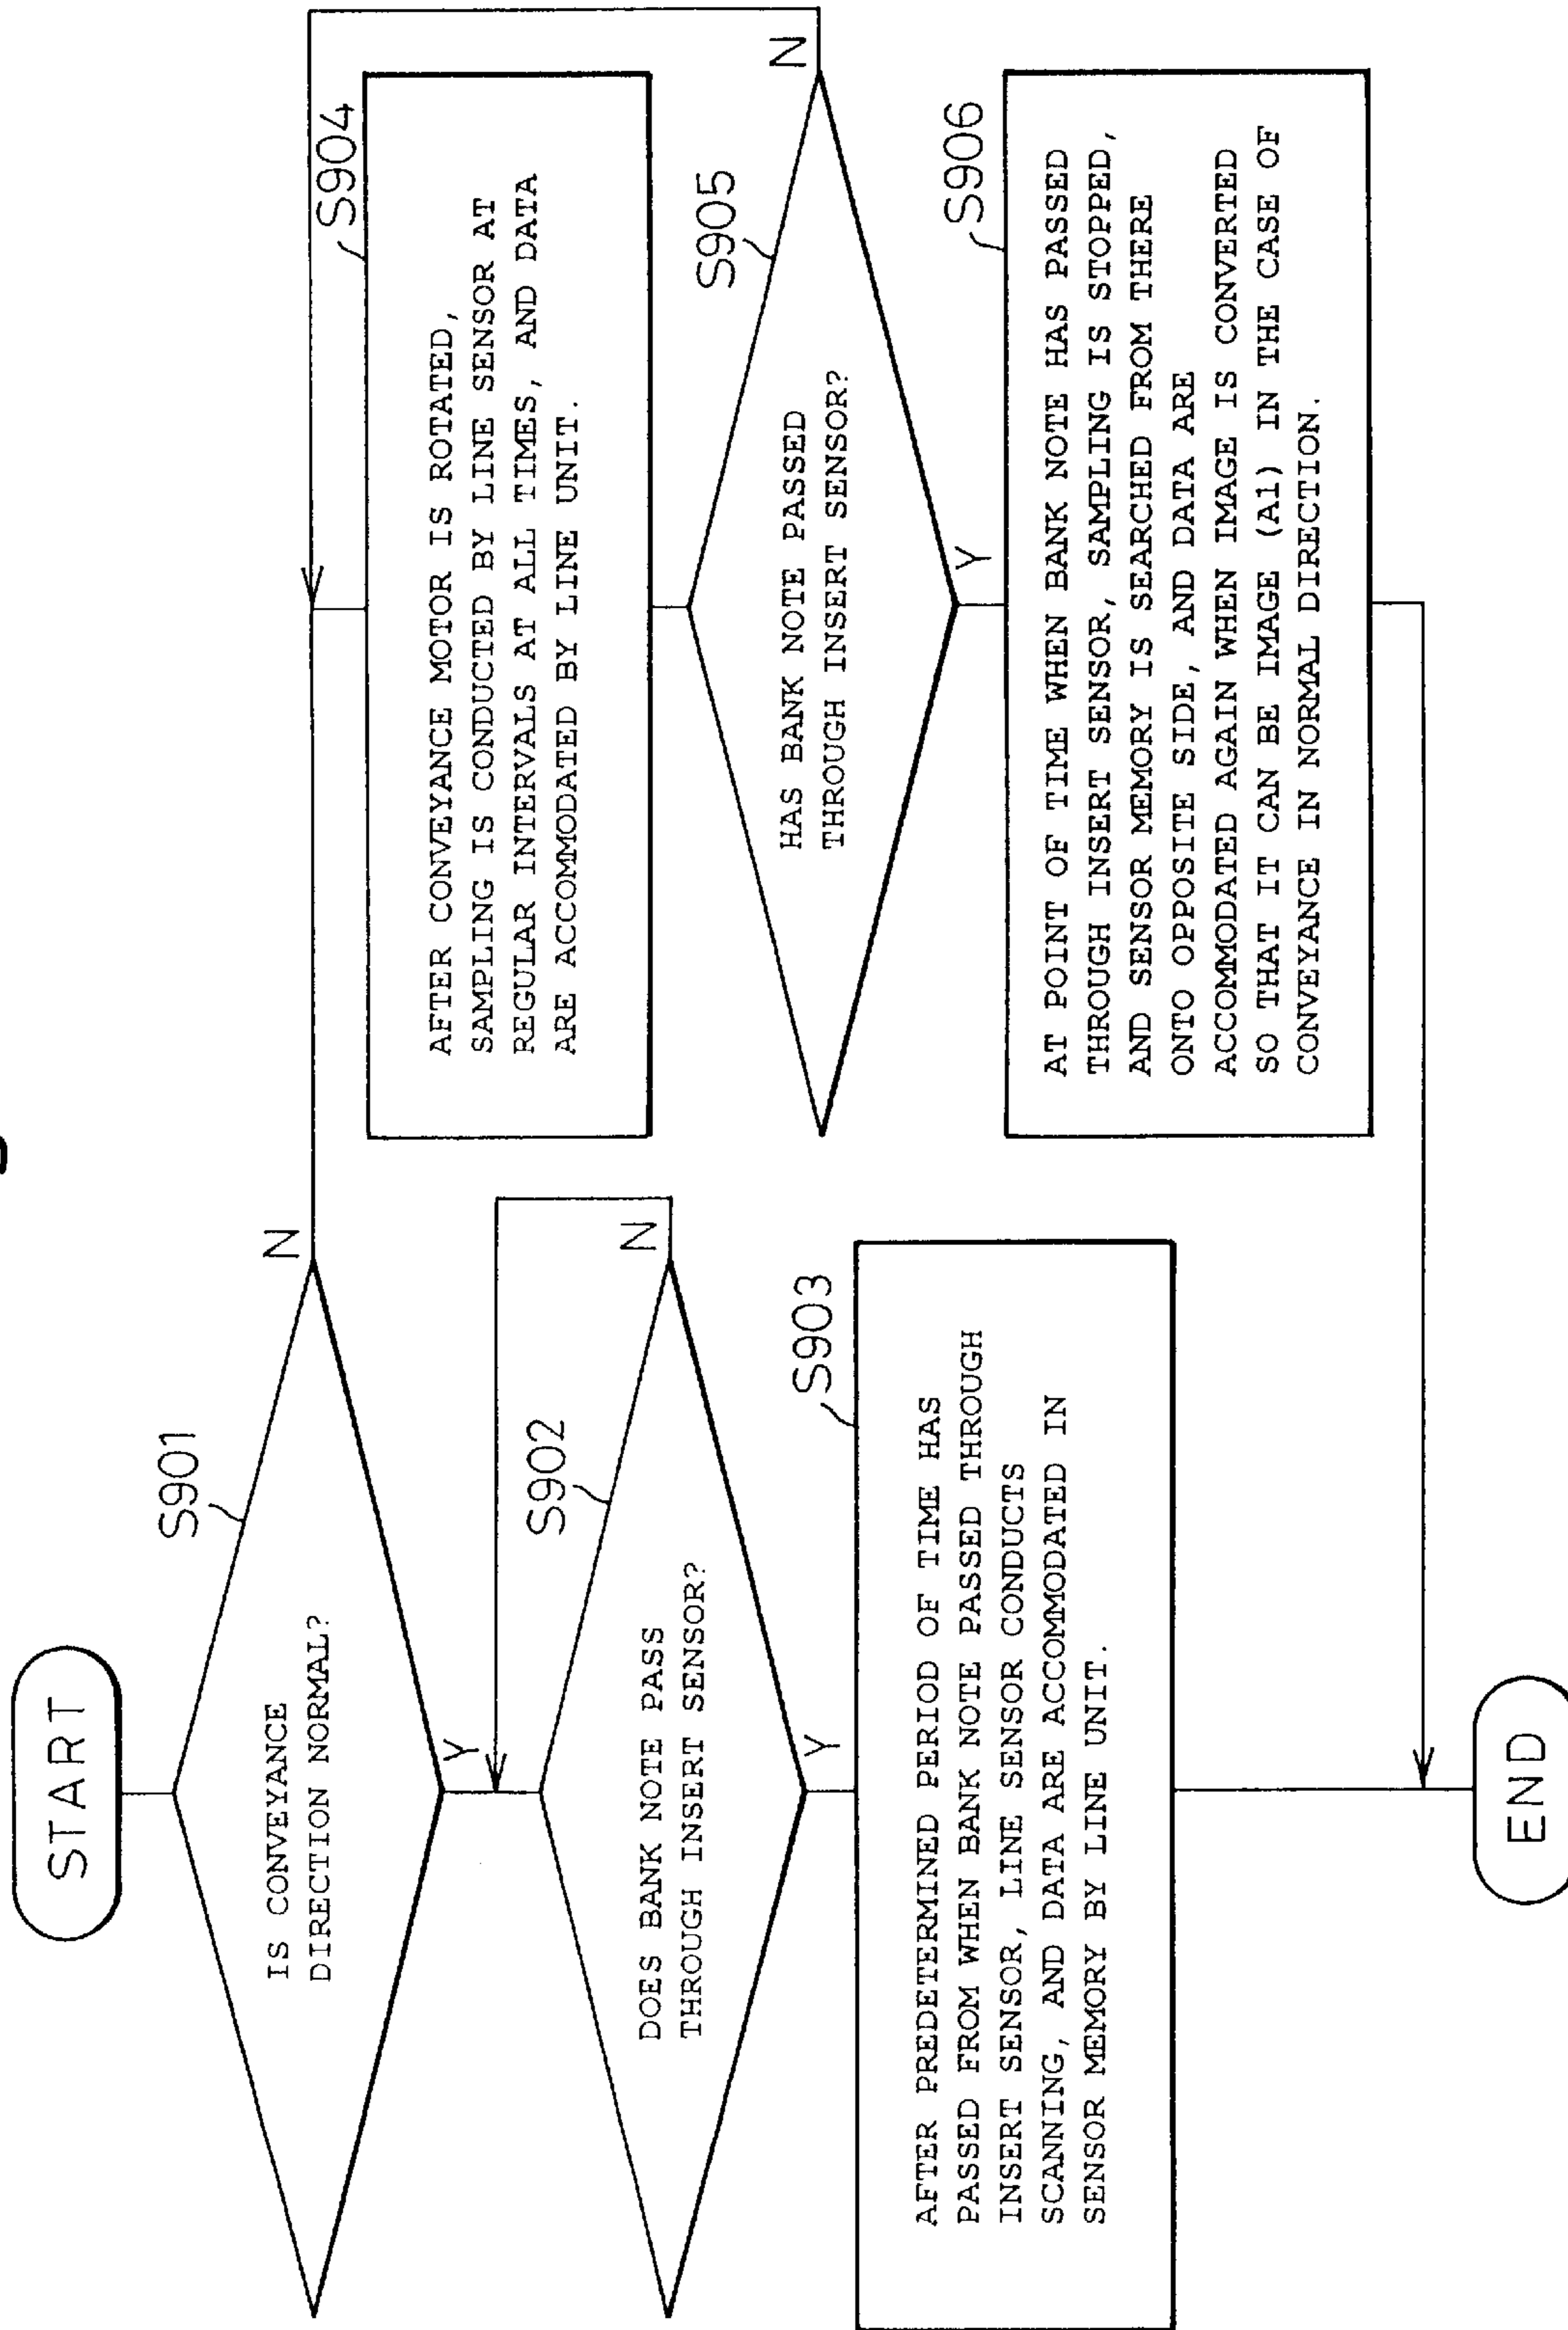 START
S901
IS CONVEYANCE
DIRECTION NORMAL?
N
Y
S902
DOES BANK NOTE PASS
THROUGH INSERT SENSOR?
N
Y
S903
AFTER PREDETERMINED PERIOD OF TIME HAS
PASSED FROM WHEN BANK NOTE PASSED THROUGH
INSERT SENSOR, LINE SENSOR CONDUCTS
SCANNING, AND DATA ARE ACCOMMODATED IN
SENSOR MEMORY BY LINE UNIT.
S904
AFTER CONVEYANCE MOTOR IS ROTATED,
SAMPLING IS CONDUCTED BY LINE SENSOR AT
REGULAR INTERVALS AT ALL TIMES, AND DATA
ARE ACCOMMODATED BY LINE UNIT.
S905
HAS BANK NOTE PASSED
THROUGH INSERT SENSOR?
N
Y
S906
AT POINT OF TIME WHEN BANK NOTE HAS PASSED
THROUGH INSERT SENSOR, SAMPLING IS STOPPED,
AND SENSOR MEMORY IS SEARCHED FROM THERE
ONTO OPPOSITE SIDE, AND DATA ARE
ACCOMMODATED AGAIN WHEN IMAGE IS CONVERTED
SO THAT IT CAN BE IMAGE (A1) IN THE CASE OF
CONVEYANCE IN NORMAL DIRECTION.
END